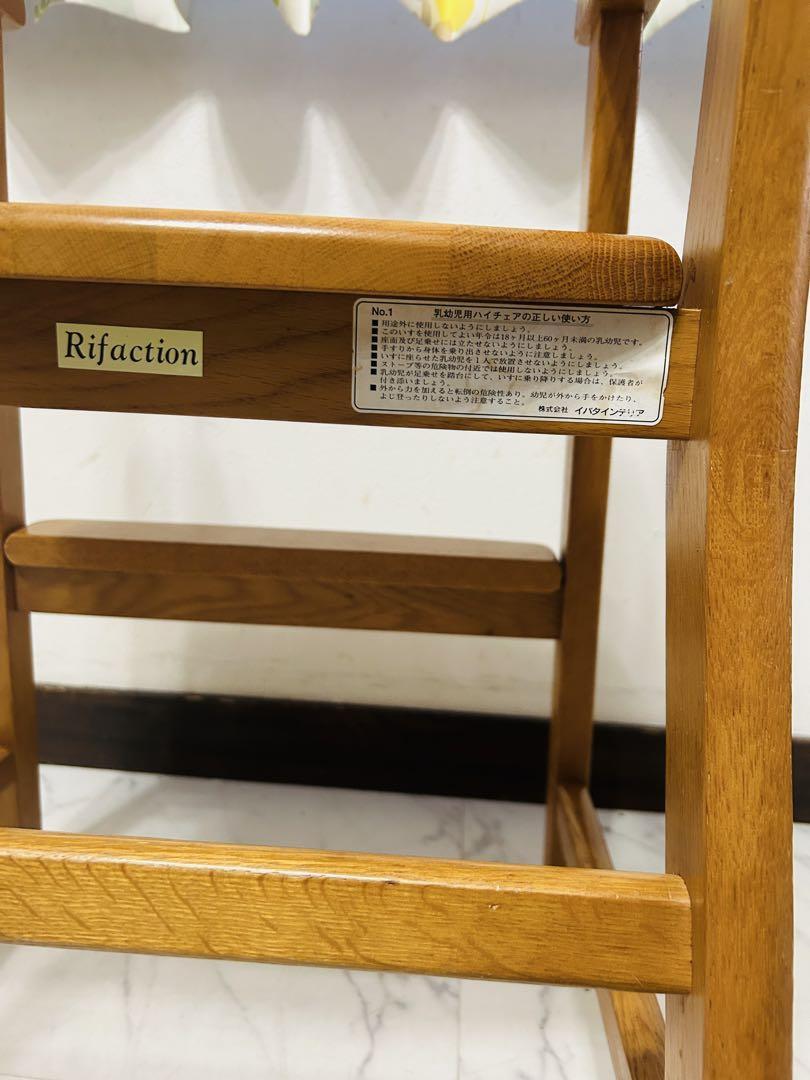 Rifaction
No.1 乳幼児用ハイチェアの正しい使い方
■用途外に使用しないようにしましょう。
■このいすを使用してよい年令は18ヶ月以上60ヶ月未満の乳幼児です。
■座面及び足乗せには立たせないようにしましょう。
■手すりから身体を乗り出させないように注意しましょう。
■いすに座らせた乳幼児を1人で放置させないようにしましょう。
■ストーブ等の危険物の付近では使用しないようにしましょう。
■乳幼児が足乗せを踏台にして、いすに乗り降りする場合は、保護者が
付き添いましょう。
■外から力を加えると転倒の危険性あり。幼児が外から手をかけたり、
よじ登ったりしないよう注意すること。
株式会社 イバタインテリア